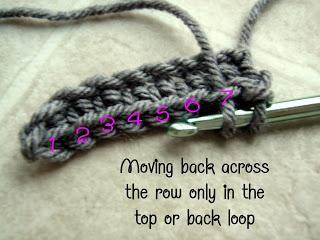 1 2 3 4 5 6 7
Moving back across
the row only in the
top or back loop